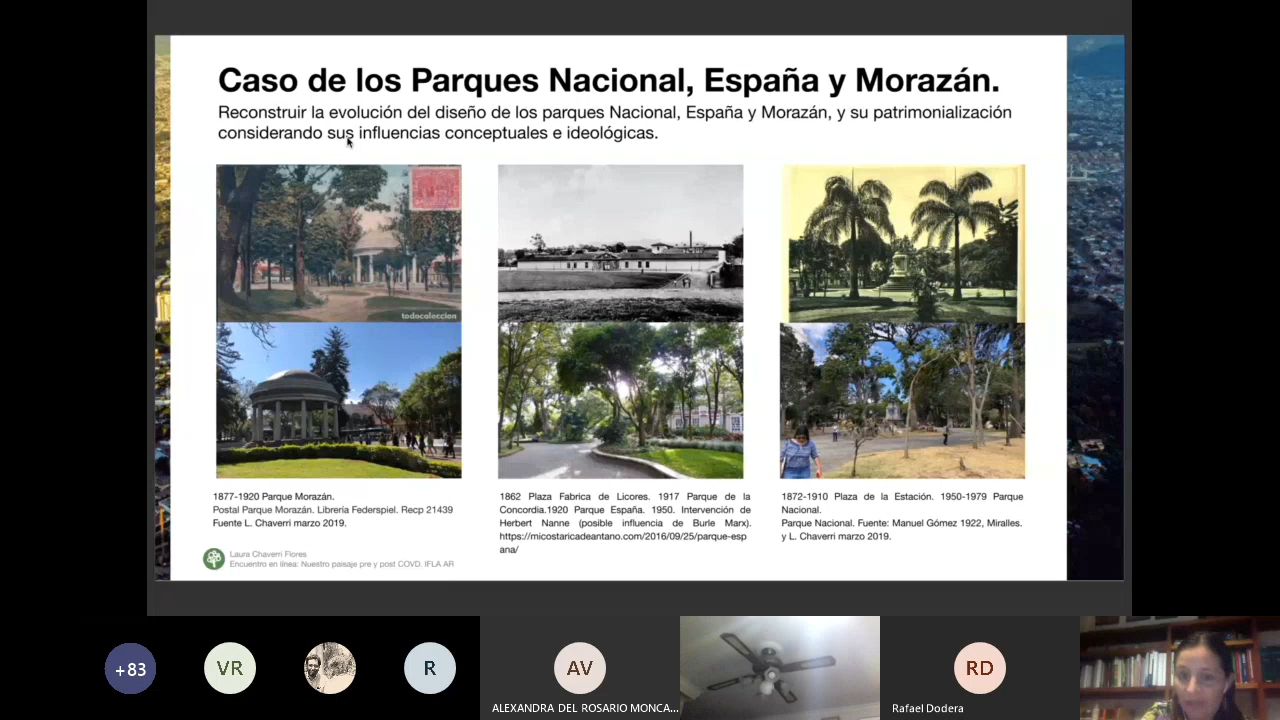 Caso de los Parques Nacional, España y Morazán.
Reconstruir la evolución del diseño de los parques Nacional, España y Morazán, y su patrimonialización
considerando sus influencias conceptuales e ideológicas.
todocoleccion
1877-1920 Parque Morazán.
Postal Parque Morazán. Librería Federspiel. Recp 21439
Fuente L. Chaverri marzo 2019.
1862 Plaza Fabrica de Licores. 1917 Parque de la
Concordia.1920 Parque España. 1950. Intervención de
Herbert Nanne (posible influencia de Burle Marx).
https://micostaricadeantano.com/2016/09/25/parque-esp
ana/
1872-1910 Plaza de la Estación. 1950-1979 Parque
Nacional.
Parque Nacional. Fuente: Manuel Gómez 1922, Miralles.
y L. Chaverri marzo 2019.
Laura Chaverri Flores
Encuentro en línea: Nuestro paisaje pre y post COVD. IFLA AR
+83
VR
R
AV
RD
ALEXANDRA DEL ROSARIO MONCA...
Rafael Dodera